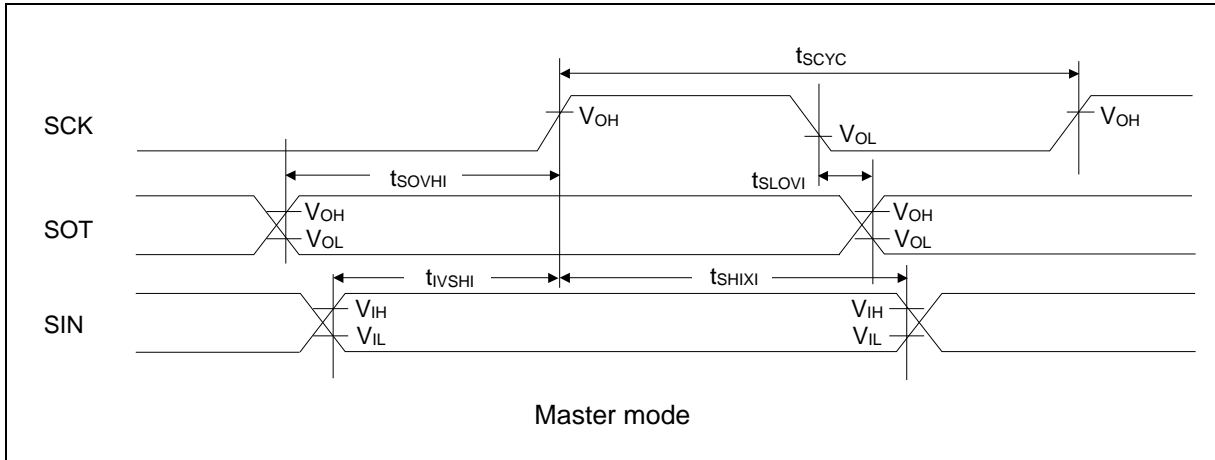 tSCYC
SCK
VOH
VOL
VOH
tSOVHI
tSLOVI
SOT
VOH
VOL
VOH
VOL
tIVSHI
tSHIXI
SIN
VIH
VIL
VIH
VIL
Master mode